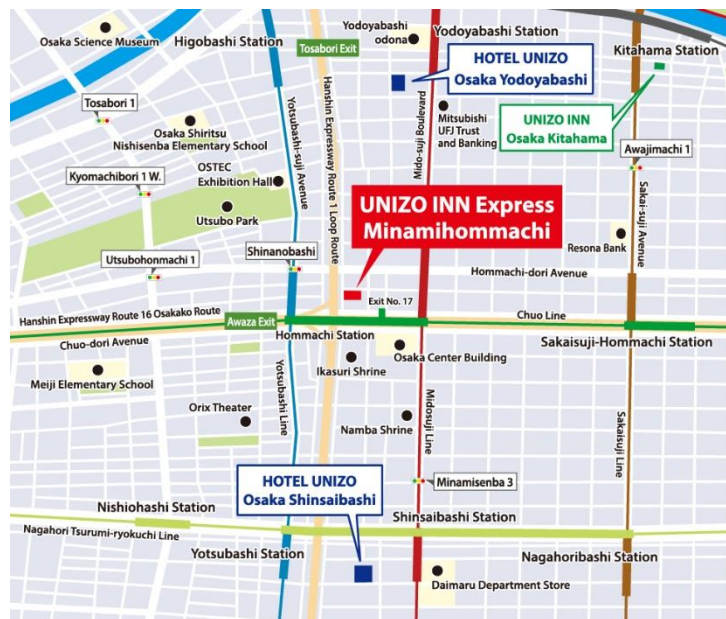 Osaka Science Museum
Higobashi Station
Tosabori Exit
Yodoyabashi
odona
Yodoyabashi Station
Kitahama Station
HOTEL UNIZO
Osaka Yodoyabashi
UNIZO INN
Osaka Kitahama
Tosabori 1
Osaka Shiritsu
Nishisenba Elementary School
Yotsubashi-suji Avenue
Hanshin Expressway Route 1 Loop Route
Mido-suji Boulevard
Mitsubishi
UFJ Trust
and Banking
Awajimachi 1
Kyomachibori 1 W.
OSTEC
Exhibition Hall
Utsubo Park
UNIZO INN Express
Minamihommachi
Sakai-suji Avenue
Resona Bank
Utsubohonmachi 1
Shinanobashi
Hommachi-dori Avenue
Exit No. 17
Hanshin Expressway Route 16 Osakako Route
Awaza Exit
Chuo Line
Chuo-dori Avenue
Hommachi Station
Sakaisuji-Hommachi Station
Osaka Center Building
Ikasuri Shrine
Meiji Elementary School
Yotsubashi Line
Midosuji Line
Sakaisuji Line
Orix Theater
Namba Shrine
HOTEL UNIZO
Osaka Shinsaibashi
Minamisenba 3
Nishiohashi Station
Shinsaibashi Station
Nagahori Tsurumi-ryokuchi Line
Yotsubashi Station
Nagahoribashi Station
Daimaru Department Store